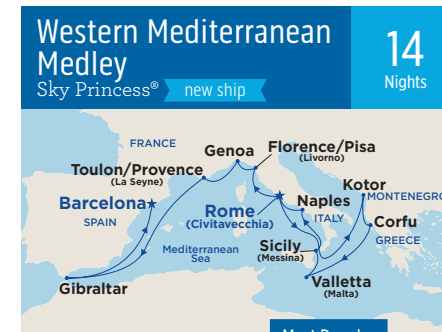 Western Mediterranean
Medley
Sky Princess® new ship
14
Nights
FRANCE
Genoa
Florence/Pisa
(Livorno)
Toulon/Provence
(La Seyne)
Barcelona
SPAIN
Rome
(Civitavecchia)
Naples
ITALY
Kotor
MONTENEGRO
Corfu
GREECE
Mediterranean
Sea
Sicily
(Messina)
Gibraltar
Valletta
(Malta)